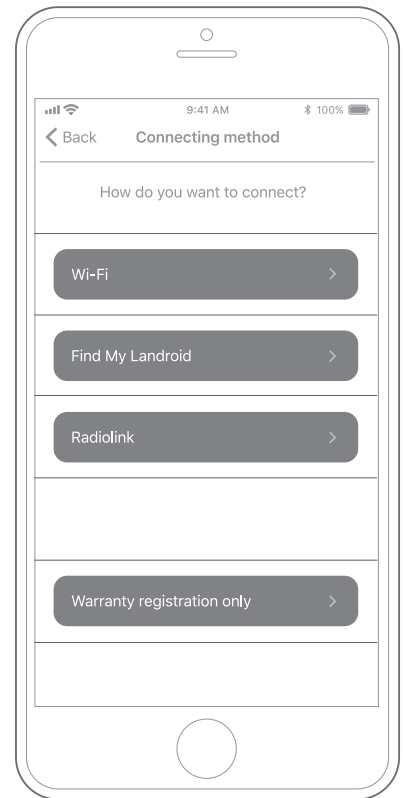 9:41 AM 100%
Back Connecting method
How do you want to connect?
Wi-Fi
Find My Landroid
Radiolink
Warranty registration only